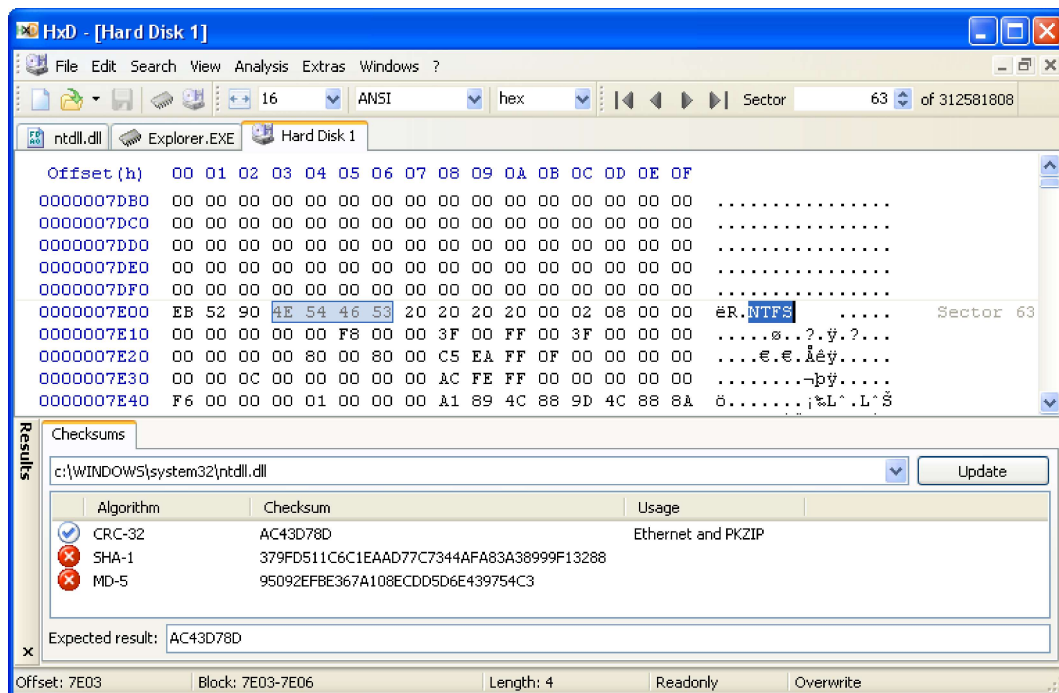 HxD - [Hard Disk 1]
File Edit Search View Analysis Extras Windows ?
16 ANSI hex Sector 63 of 312581808
ntdll.dll Explorer.EXE Hard Disk 1
Offset(h) 00 01 02 03 04 05 06 07 08 09 0A 0B 0C 0D 0E 0F
0000007DB0 00 00 00 00 00 00 00 00 00 00 00 00 00 00 00 00 ................
0000007DC0 00 00 00 00 00 00 00 00 00 00 00 00 00 00 00 00 ................
0000007DD0 00 00 00 00 00 00 00 00 00 00 00 00 00 00 00 00 ................
0000007DE0 00 00 00 00 00 00 00 00 00 00 00 00 00 00 00 00 ................
0000007DF0 00 00 00 00 00 00 00 00 00 00 00 00 00 00 00 00 ................
0000007E00 EB 52 90 4E 54 46 53 20 20 20 20 00 02 08 00 00 ëR.NTFS    ..... Sector 63
0000007E10 00 00 00 00 00 F8 00 00 3F 00 FF 00 3F 00 00 00 .....ø..?.ÿ.?...
0000007E20 00 00 00 00 80 00 80 00 C5 EA FF 0F 00 00 00 00 ....€.€.Åêÿ.....
0000007E30 00 00 0C 00 00 00 00 00 AC FE FF 00 00 00 00 00 ........¬þÿ.....
0000007E40 F6 00 00 00 01 00 00 00 A1 89 4C 88 9D 4C 88 8A ö.......¡‰Lˆ.LˆŠ
Results
Checksums
c:\WINDOWS\system32\ntdll.dll Update
Algorithm Checksum Usage
CRC-32 AC43D78D Ethernet and PKZIP
SHA-1 379FD511C6C1EAAD77C7344AFA83A38999F13288
MD-5 95092EFBE367A108ECDD5D6E439754C3
Expected result: AC43D78D
Offset: 7E03 Block: 7E03-7E06 Length: 4 Readonly Overwrite